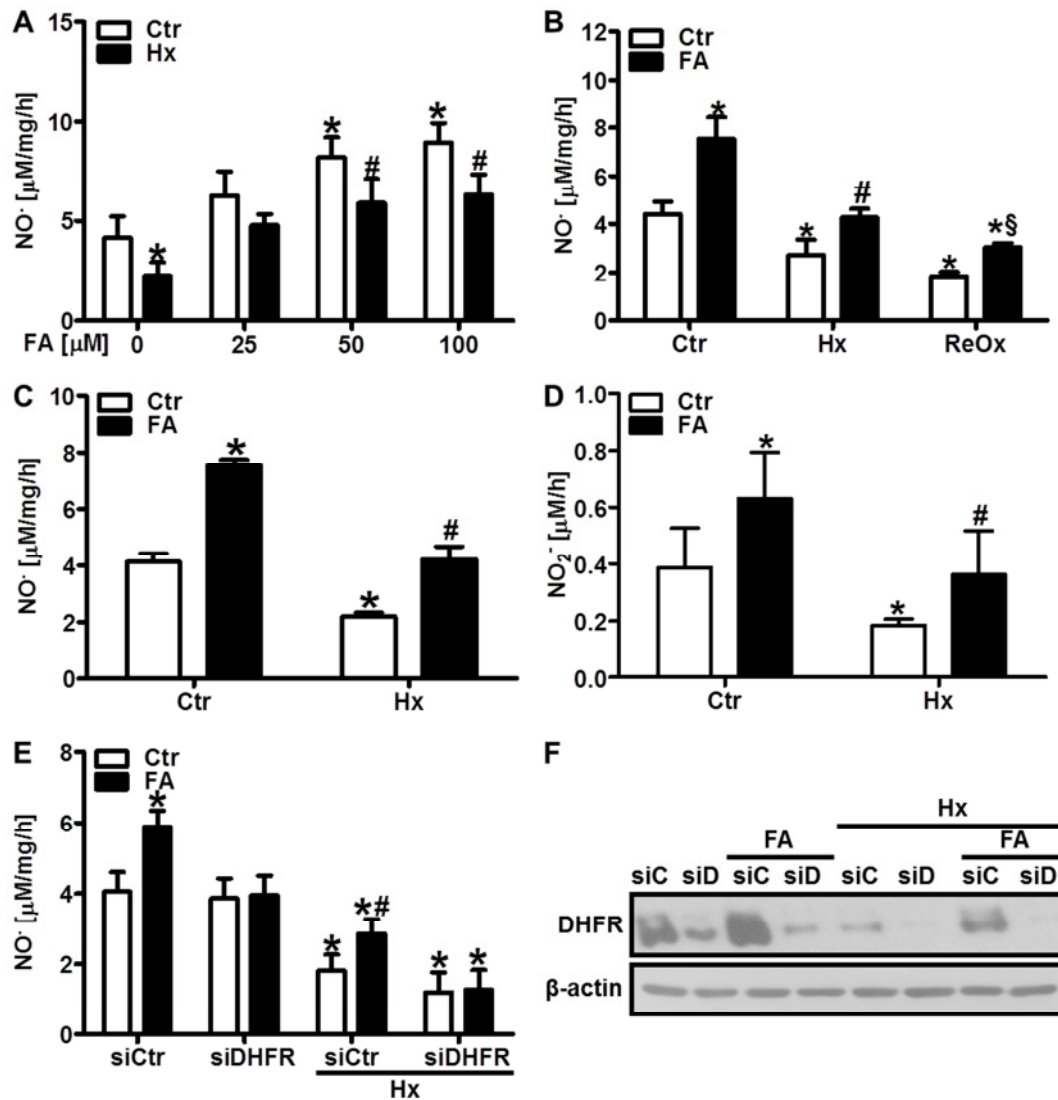 A
Ctr
Hx
NO· [μM/mg/h]
15
10
5
0
* * * # #
FA [μM] 0 25 50 100
B
Ctr
FA
NO· [μM/mg/h]
12
10
8
6
4
2
0
* * # * *§
Ctr Hx ReOx
C
Ctr
FA
NO· [μM/mg/h]
10
8
6
4
2
0
* * #
Ctr Hx
D
Ctr
FA
NO₂⁻ [μM/h]
1.0
0.8
0.6
0.4
0.2
0.0
* * #
Ctr Hx
E
Ctr
FA
NO· [μM/mg/h]
8
6
4
2
0
* * *# * *
siCtr siDHFR siCtr siDHFR
Hx
F
Hx
FA FA
siC siD siC siD siC siD siC siD
DHFR
β-actin